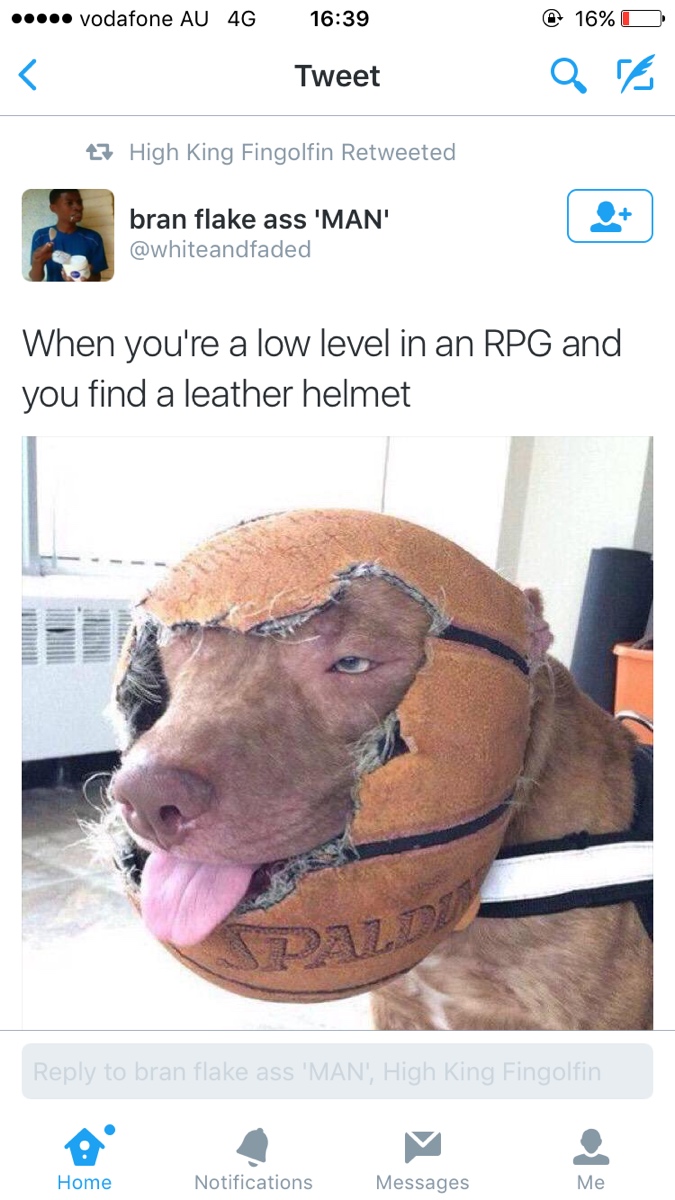 vodafone AU 4G 16:39 16%
Tweet
High King Fingolfin Retweeted
bran flake ass 'MAN'
@whiteandfaded
When you're a low level in an RPG and
you find a leather helmet
SPALDIN
Reply to bran flake ass 'MAN', High King Fingolfin
Home Notifications Messages Me